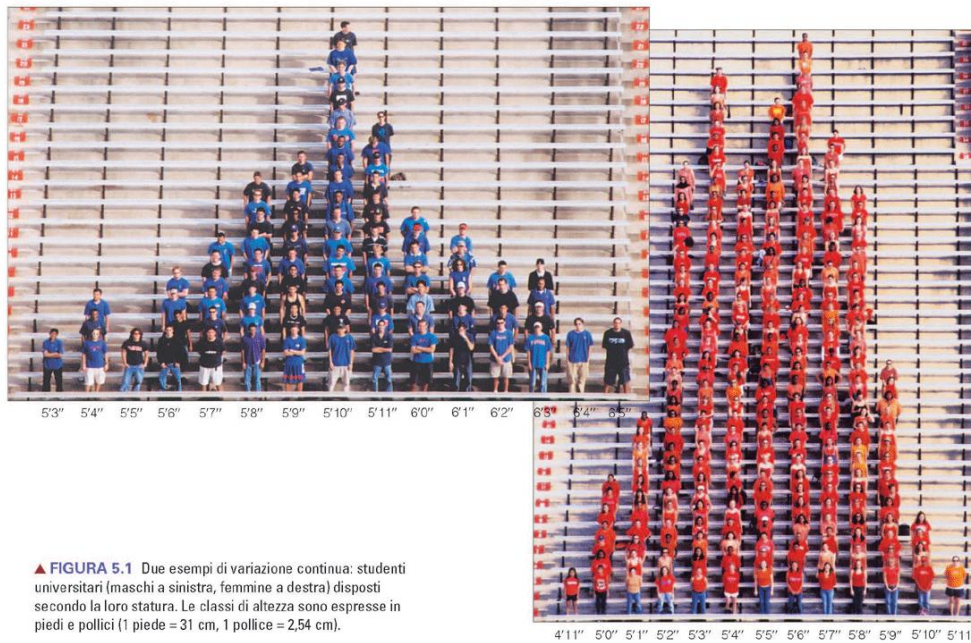 5'3" 5'4" 5'5" 5'6" 5'7" 5'8" 5'9" 5'10" 5'11" 6'0" 6'1" 6'2" 6'3" 6'4" 6'5"
▲ FIGURA 5.1 Due esempi di variazione continua: studenti
universitari (maschi a sinistra, femmine a destra) disposti
secondo la loro statura. Le classi di altezza sono espresse in
piedi e pollici (1 piede = 31 cm, 1 pollice = 2,54 cm).
4'11" 5'0" 5'1" 5'2" 5'3" 5'4" 5'5" 5'6" 5'7" 5'8" 5'9" 5'10" 5'11